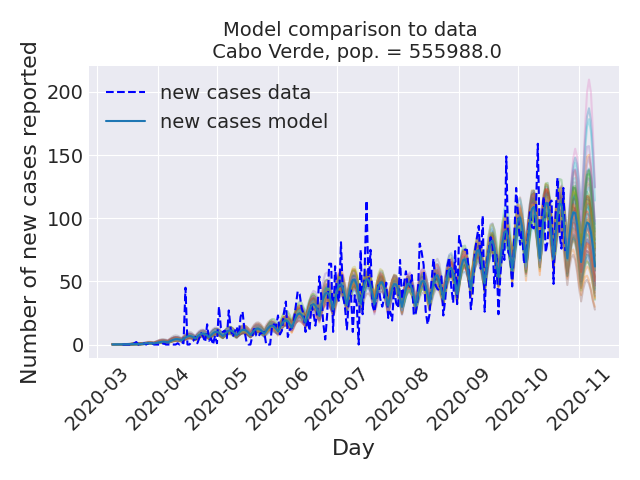 Model comparison to data
Cabo Verde, pop. = 555988.0
Number of new cases reported
200
150
100
50
0
new cases data
new cases model
2020-03
2020-04
2020-05
2020-06
2020-07
2020-08
2020-09
2020-10
2020-11
Day